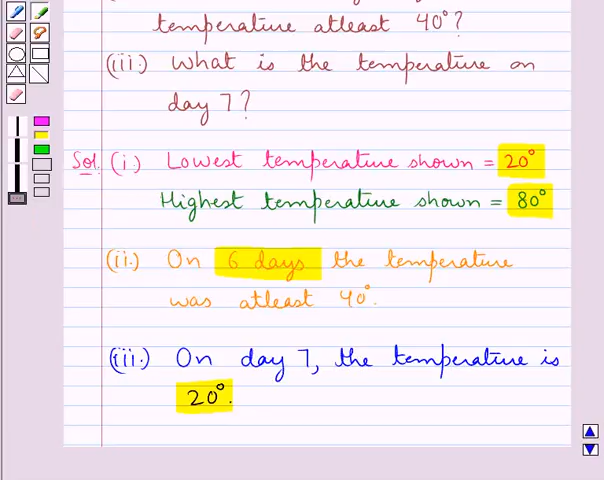 temperature atleast 40°?
(iii.) What is the temperature on
day 7?
Sol. (i.) Lowest temperature shown = 20°
Highest temperature shown = 80°
(ii.) On 6 days the temperature
was atleast 40°.
(iii.) On day 7, the temperature is
20°.